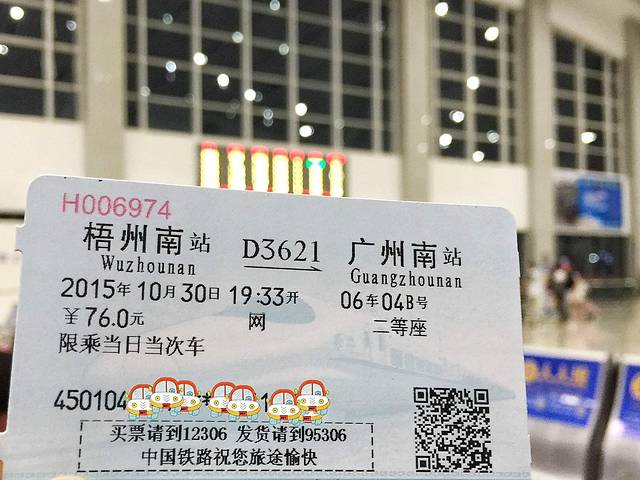 H006974
梧州南站 D3621 广州南站
Wuzhounan Guangzhounan
2015年10月30日 19:33开 06车04B号
￥76.0元 网 二等座
限乘当日当次车
450104
买票请到12306 发货请到95306
中国铁路祝您旅途愉快